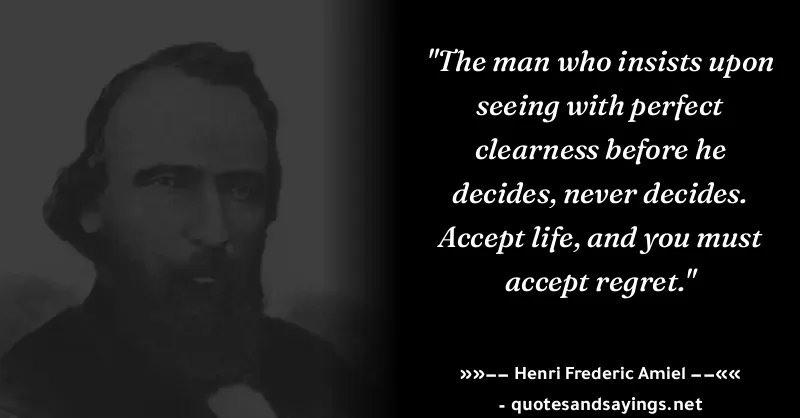 "The man who insists upon
seeing with perfect
clearness before he
decides, never decides.
Accept life, and you must
accept regret."
»»–– Henri Frederic Amiel ––««
- quotesandsayings.net